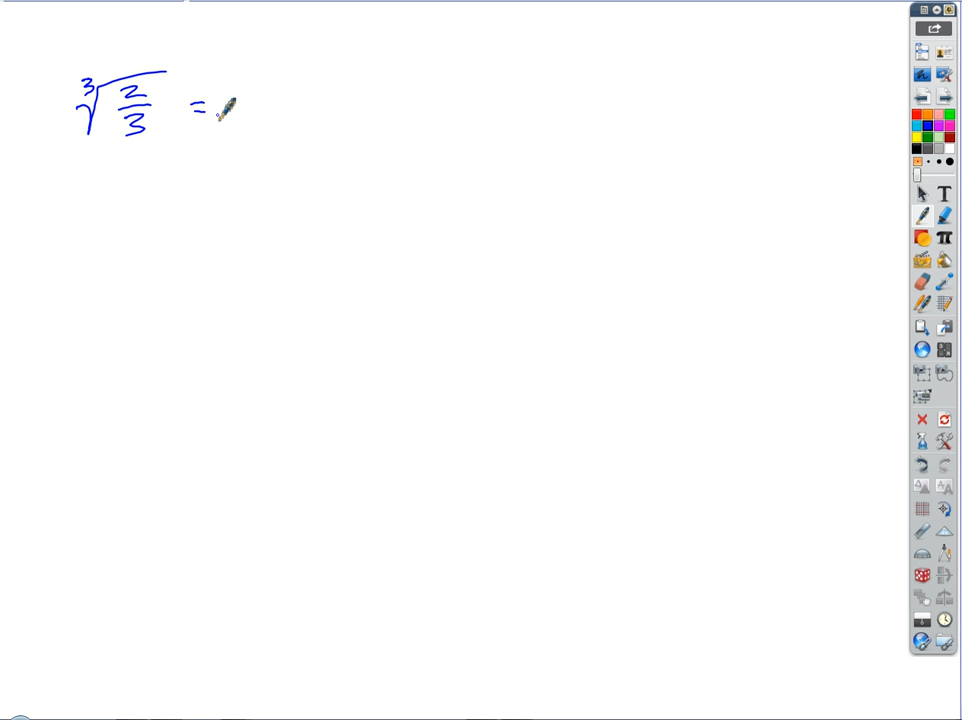 ∛(2/3) =
T
π